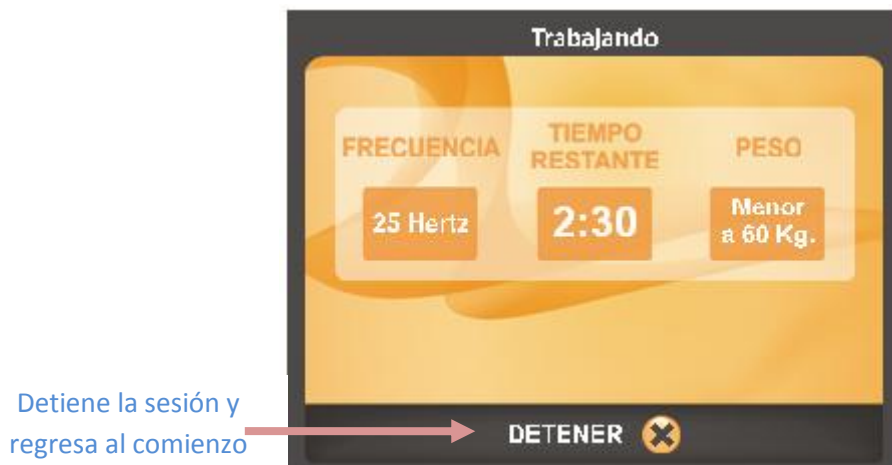 Trabajando
FRECUENCIA
TIEMPO
RESTANTE
PESO
25 Hertz
2:30
Menor
a 60 Kg.
Detiene la sesión y
regresa al comienzo
DETENER